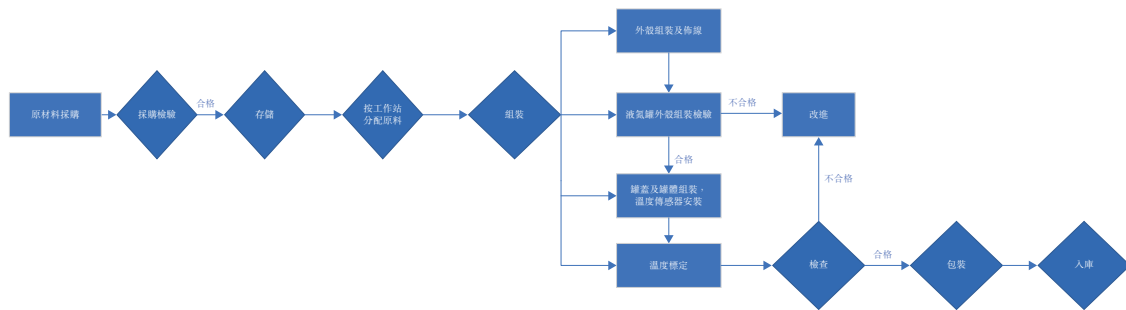 原材料採購
採購檢驗
合格
存儲
按工作站
分配原料
組裝
外殼組裝及佈線
液氮罐外殼組裝檢驗
不合格
改進
合格
罐蓋及罐體組裝，
溫度傳感器安裝
溫度標定
不合格
檢查
合格
包裝
入庫